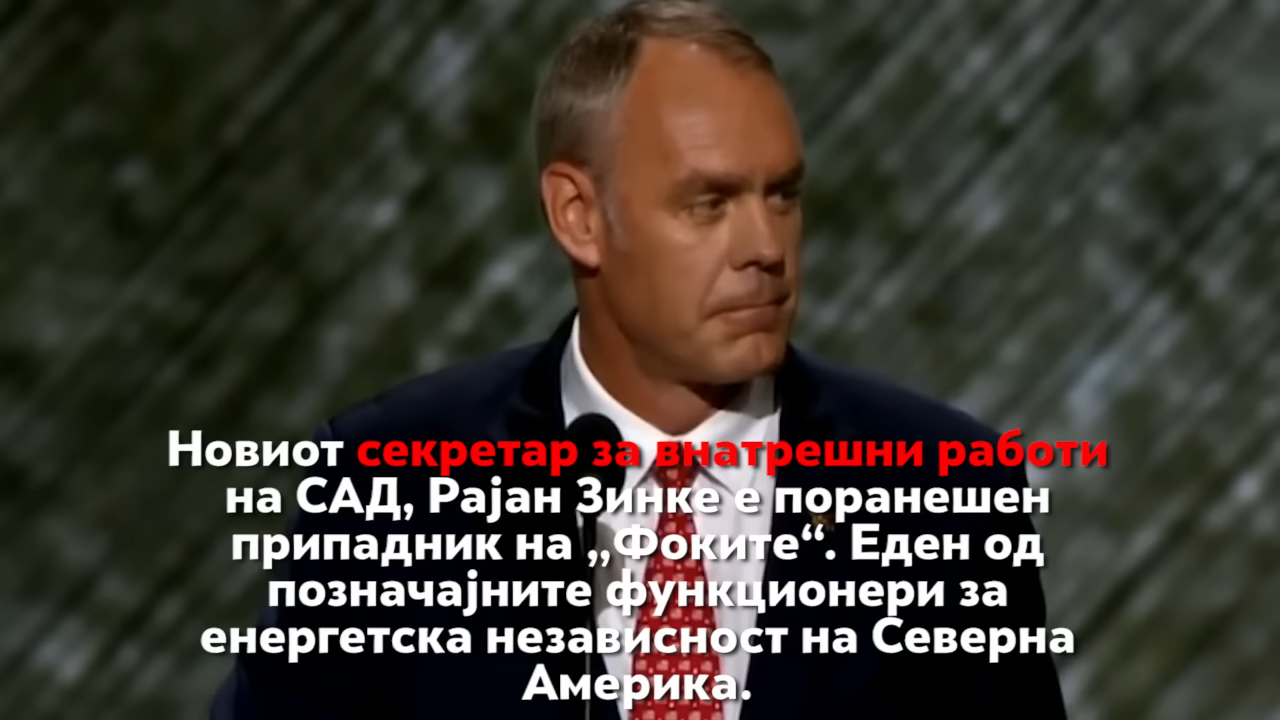 Новиот секретар за внатрешни работи
на САД, Рајан Зинке е поранешен
припадник на „Фоките“. Еден од
позначајните функционери за
енергетска независност на Северна
Америка.